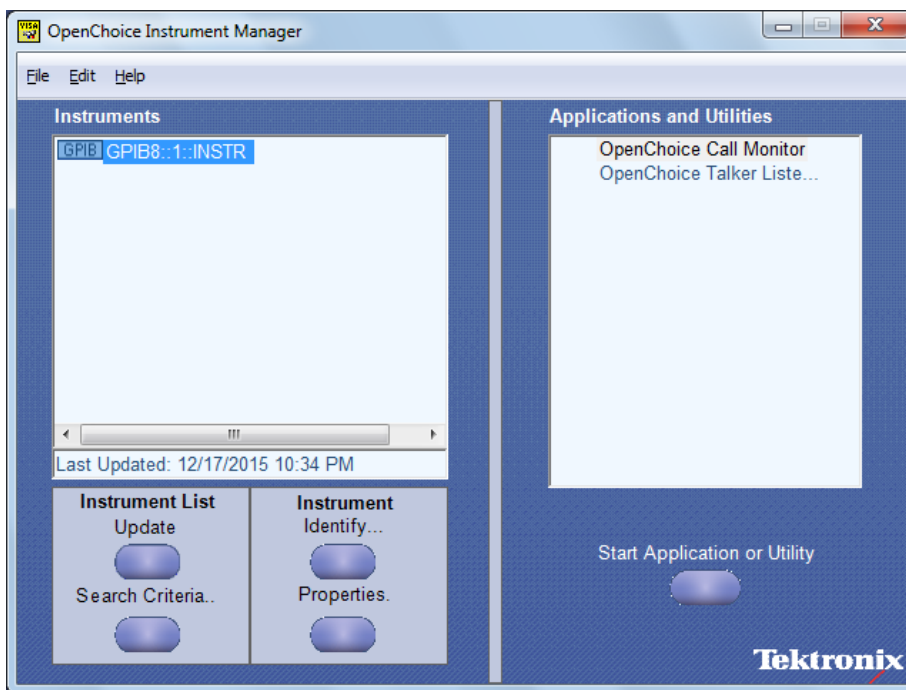 VISA
OpenChoice Instrument Manager
File Edit Help
Instruments
GPIB GPIB8::1::INSTR
Last Updated: 12/17/2015 10:34 PM
Instrument List
Update
Search Criteria..
Instrument
Identify...
Properties.
Applications and Utilities
OpenChoice Call Monitor
OpenChoice Talker Liste...
Start Application or Utility
Tektronix